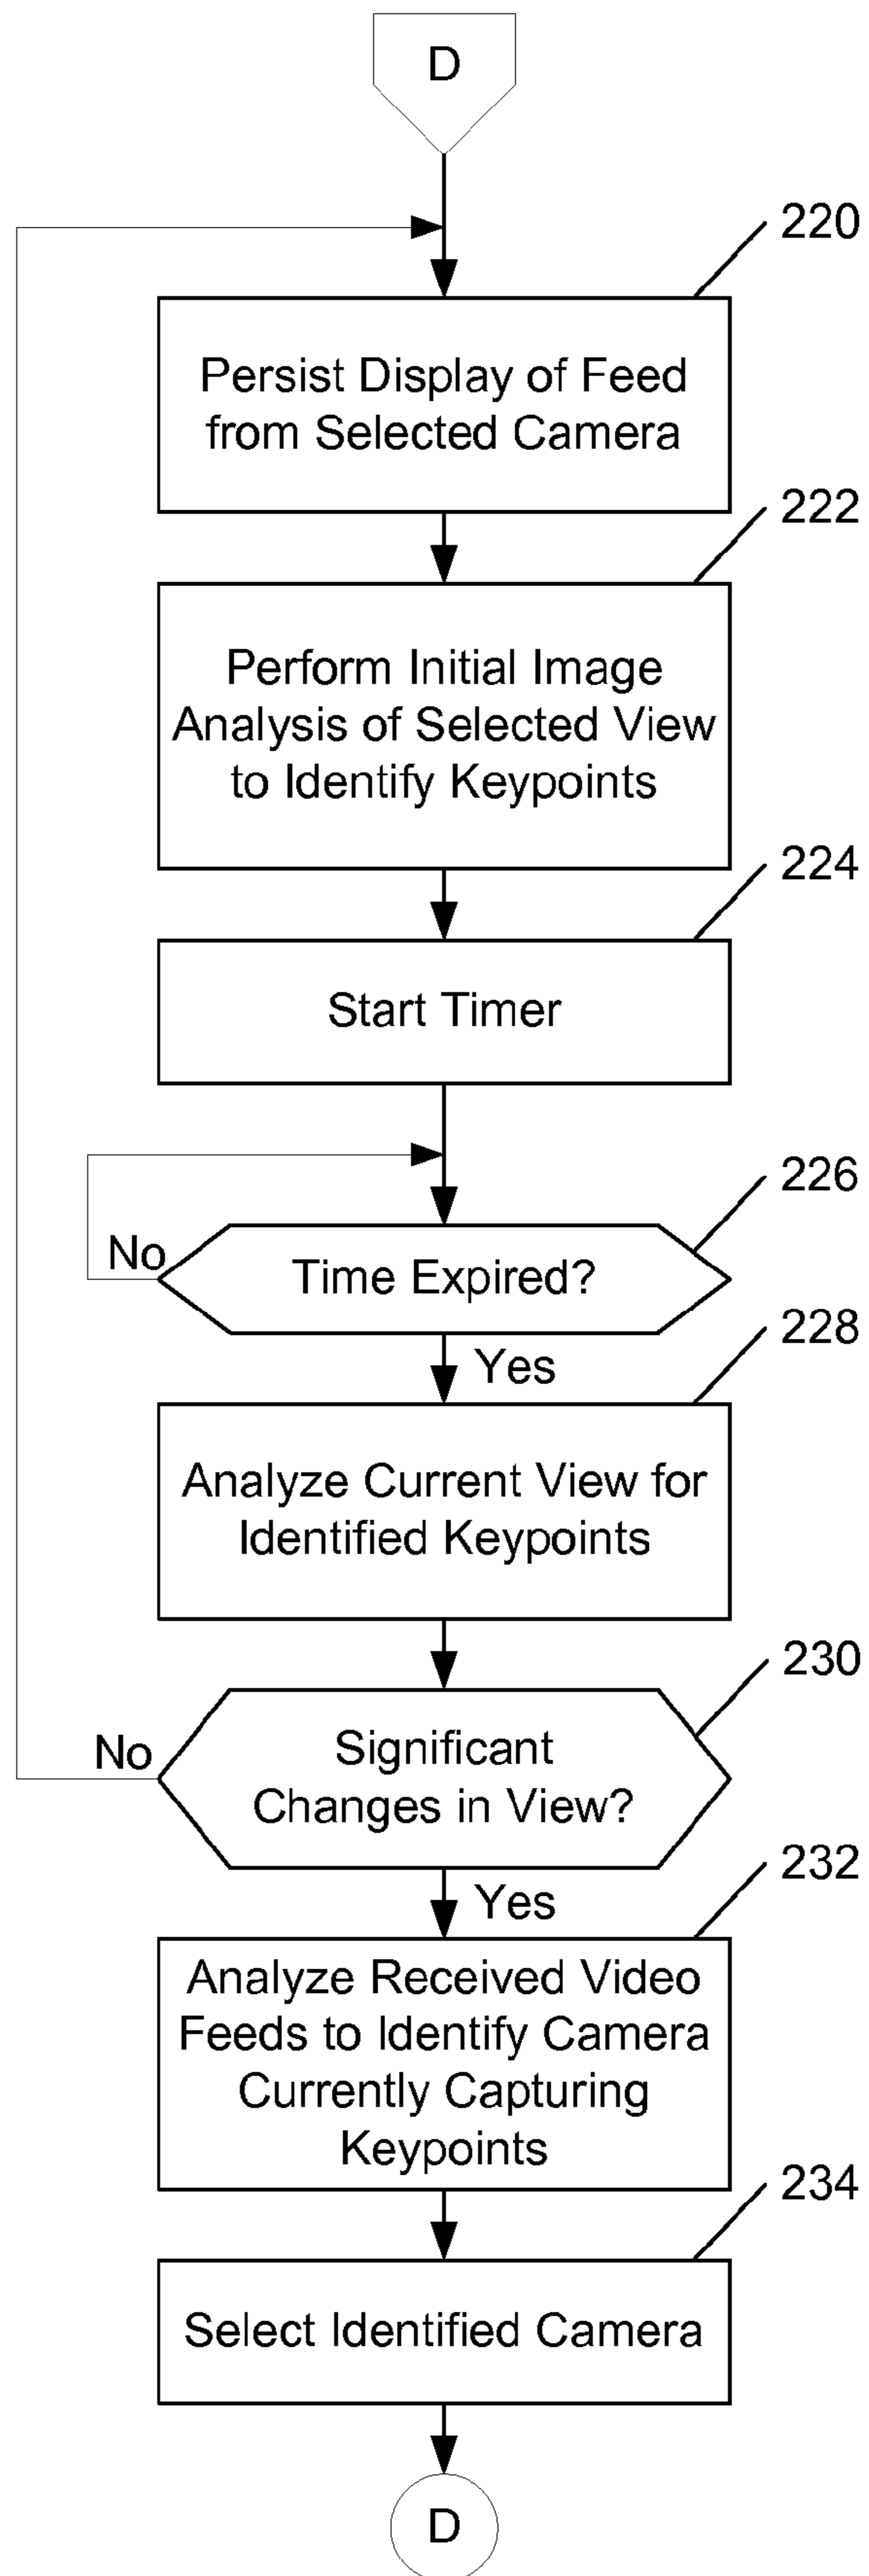 D
220
Persist Display of Feed
from Selected Camera
222
Perform Initial Image
Analysis of Selected View
to Identify Keypoints
224
Start Timer
226
No
Time Expired?
228
Yes
Analyze Current View for
Identified Keypoints
230
No
Significant
Changes in View?
232
Yes
Analyze Received Video
Feeds to Identify Camera
Currently Capturing
Keypoints
234
Select Identified Camera
D